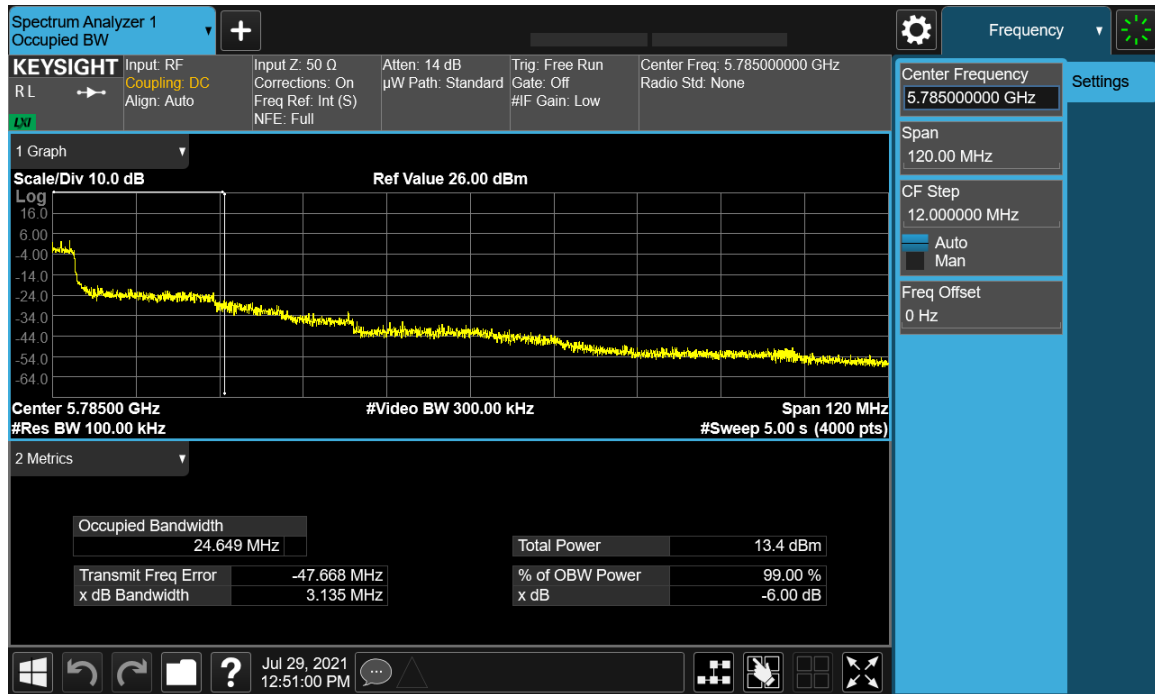 Spectrum Analyzer 1
Occupied BW
+
Frequency
KEYSIGHT
R L
LXI
Input: RF
Coupling: DC
Align: Auto
Input Z: 50 Ω
Corrections: On
Freq Ref: Int (S)
NFE: Full
Atten: 14 dB
µW Path: Standard
Trig: Free Run
Gate: Off
#IF Gain: Low
Center Freq: 5.785000000 GHz
Radio Std: None
Center Frequency
5.785000000 GHz
Settings
Span
120.00 MHz
CF Step
12.000000 MHz
Auto
Man
Freq Offset
0 Hz
1 Graph
Scale/Div 10.0 dB
Ref Value 26.00 dBm
Log
16.0
6.00
-4.00
-14.0
-24.0
-34.0
-44.0
-54.0
-64.0
Center 5.78500 GHz
#Video BW 300.00 kHz
Span 120 MHz
#Res BW 100.00 kHz
#Sweep 5.00 s (4000 pts)
2 Metrics
Occupied Bandwidth
24.649 MHz
Total Power 13.4 dBm
Transmit Freq Error -47.668 MHz
% of OBW Power 99.00 %
x dB Bandwidth 3.135 MHz
x dB -6.00 dB
?
Jul 29, 2021
12:51:00 PM